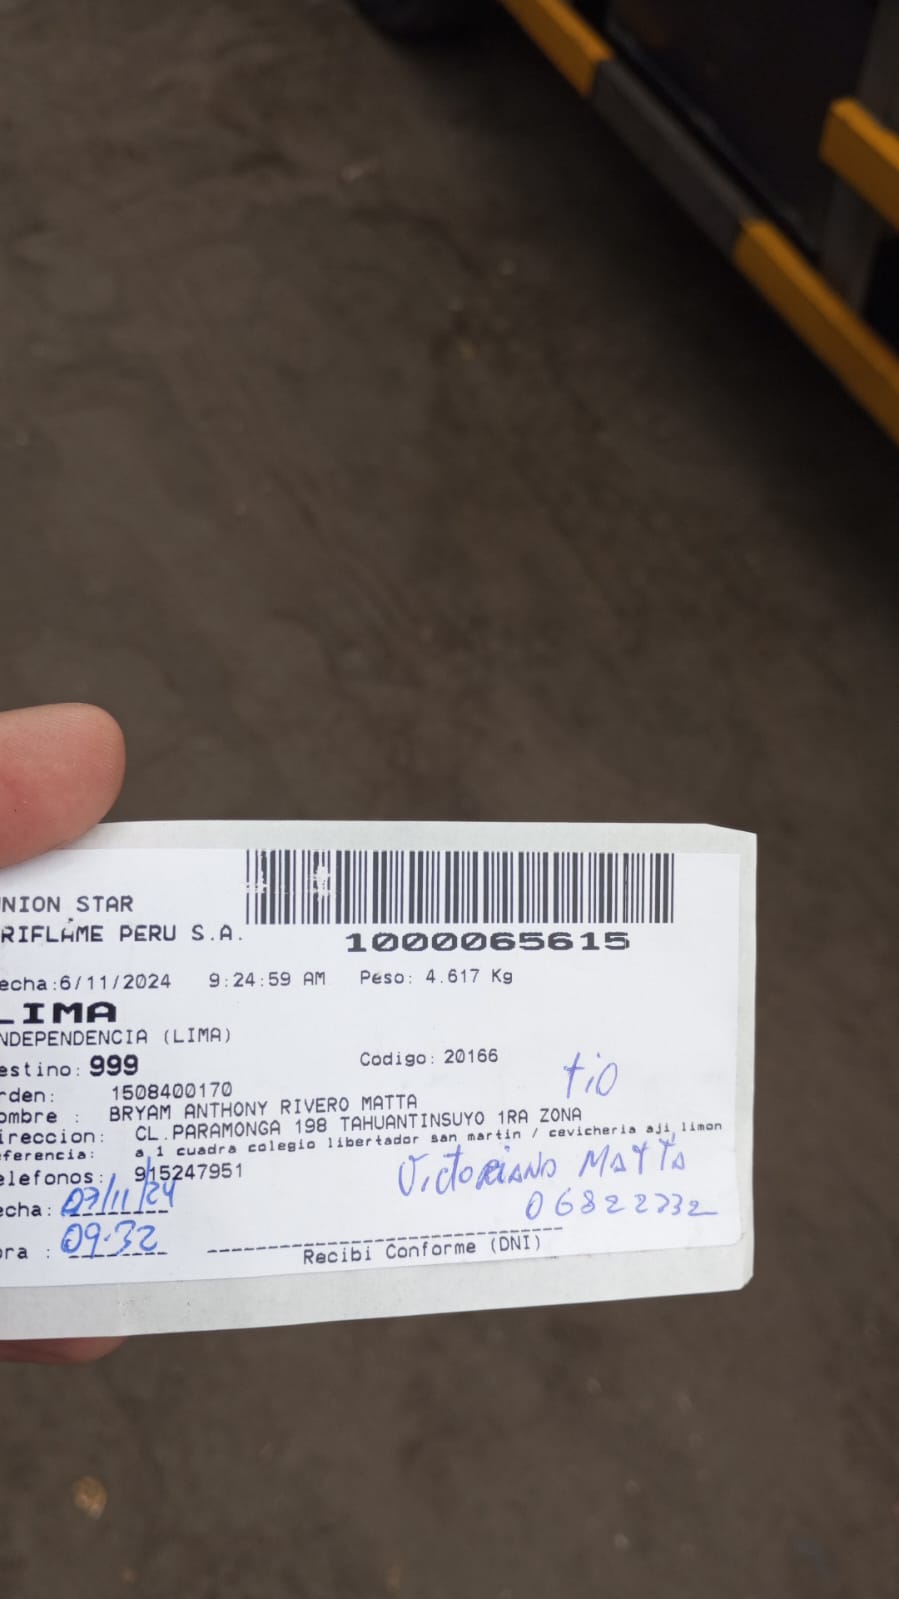 NION STAR
RIFLAME PERU S.A.
1000065615
echa:6/11/2024 9:24:59 AM Peso: 4.617 Kg
LIMA
NDEPENDENCIA (LIMA)
estino: 999 Codigo: 20166
tio
rden: 1508400170
ombre : BRYAM ANTHONY RIVERO MATTA
ireccion: CL.PARAMONGA 198 TAHUANTINSUYO 1RA ZONA
ferencia: a 1 cuadra colegio libertador san martin / cevicheria aji limon
elefonos: 915247951
Victoriano MATTA
echa: 07/11/24
06822732
ora : 09:32
Recibi Conforme (DNI)